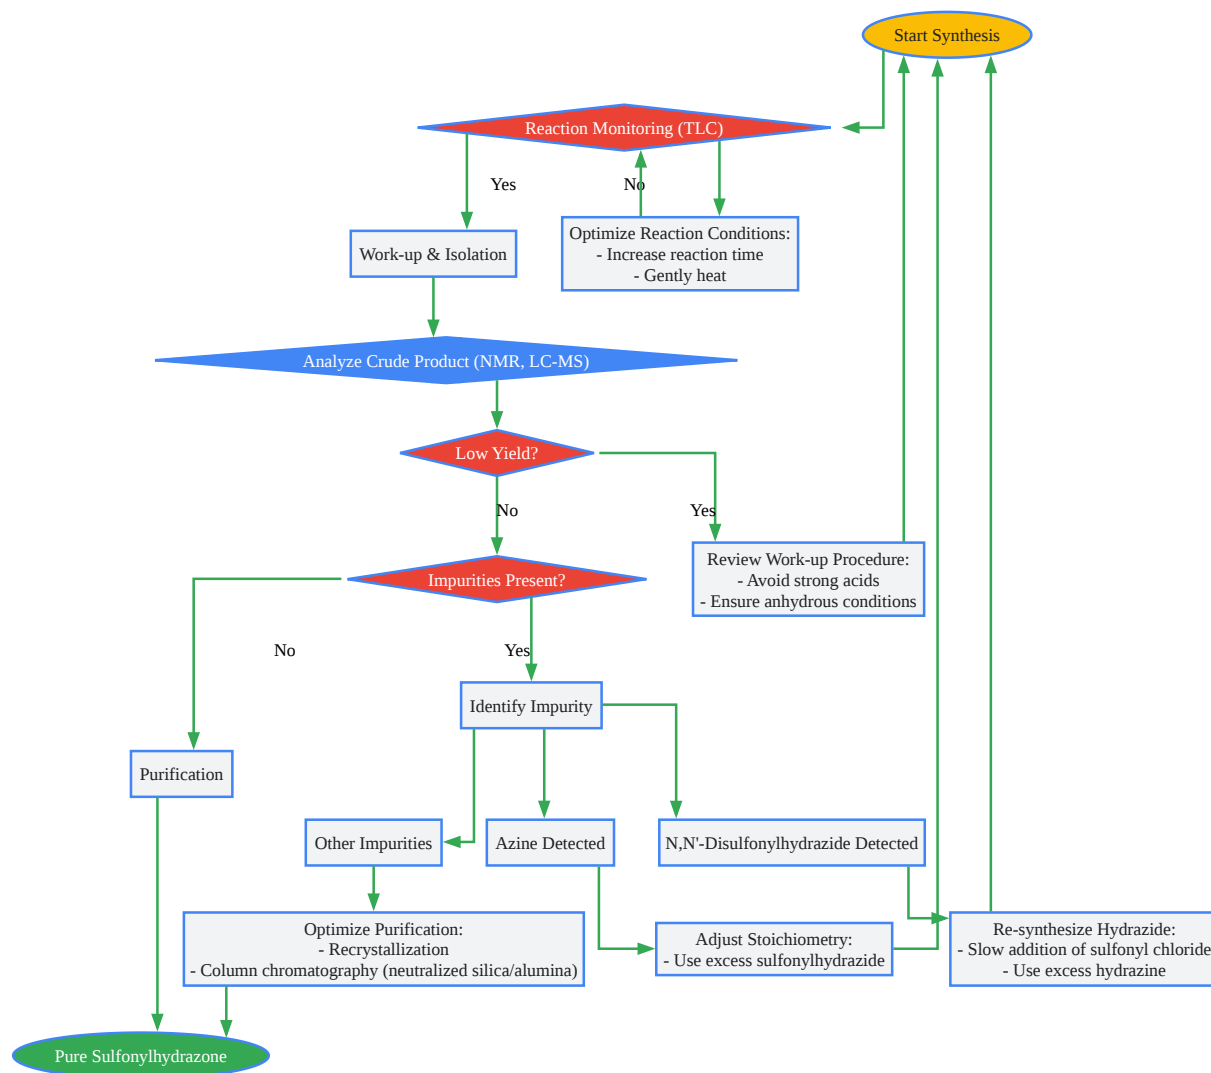 Start Synthesis
Reaction Monitoring (TLC)
Yes
No
Optimize Reaction Conditions:
- Increase reaction time
- Gently heat
Work-up & Isolation
Analyze Crude Product (NMR, LC-MS)
Low Yield?
No
Yes
Review Work-up Procedure:
- Avoid strong acids
- Ensure anhydrous conditions
Impurities Present?
No
Yes
Identify Impurity
Purification
Other Impurities
Azine Detected
N,N'-Disulfonylhydrazide Detected
Optimize Purification:
- Recrystallization
- Column chromatography (neutralized silica/alumina)
Adjust Stoichiometry:
- Use excess sulfonylhydrazide
Re-synthesize Hydrazide:
- Slow addition of sulfonyl chloride
- Use excess hydrazine
Pure Sulfonylhydrazone